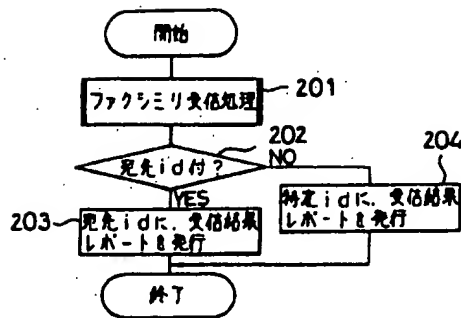 開始
ファクシミリ受信処理
201
202
宛先id付?
NO
204
YES
203
宛先idに、受信結果
レポートを発行
特定idに、受信結果
レポートを発行
終了